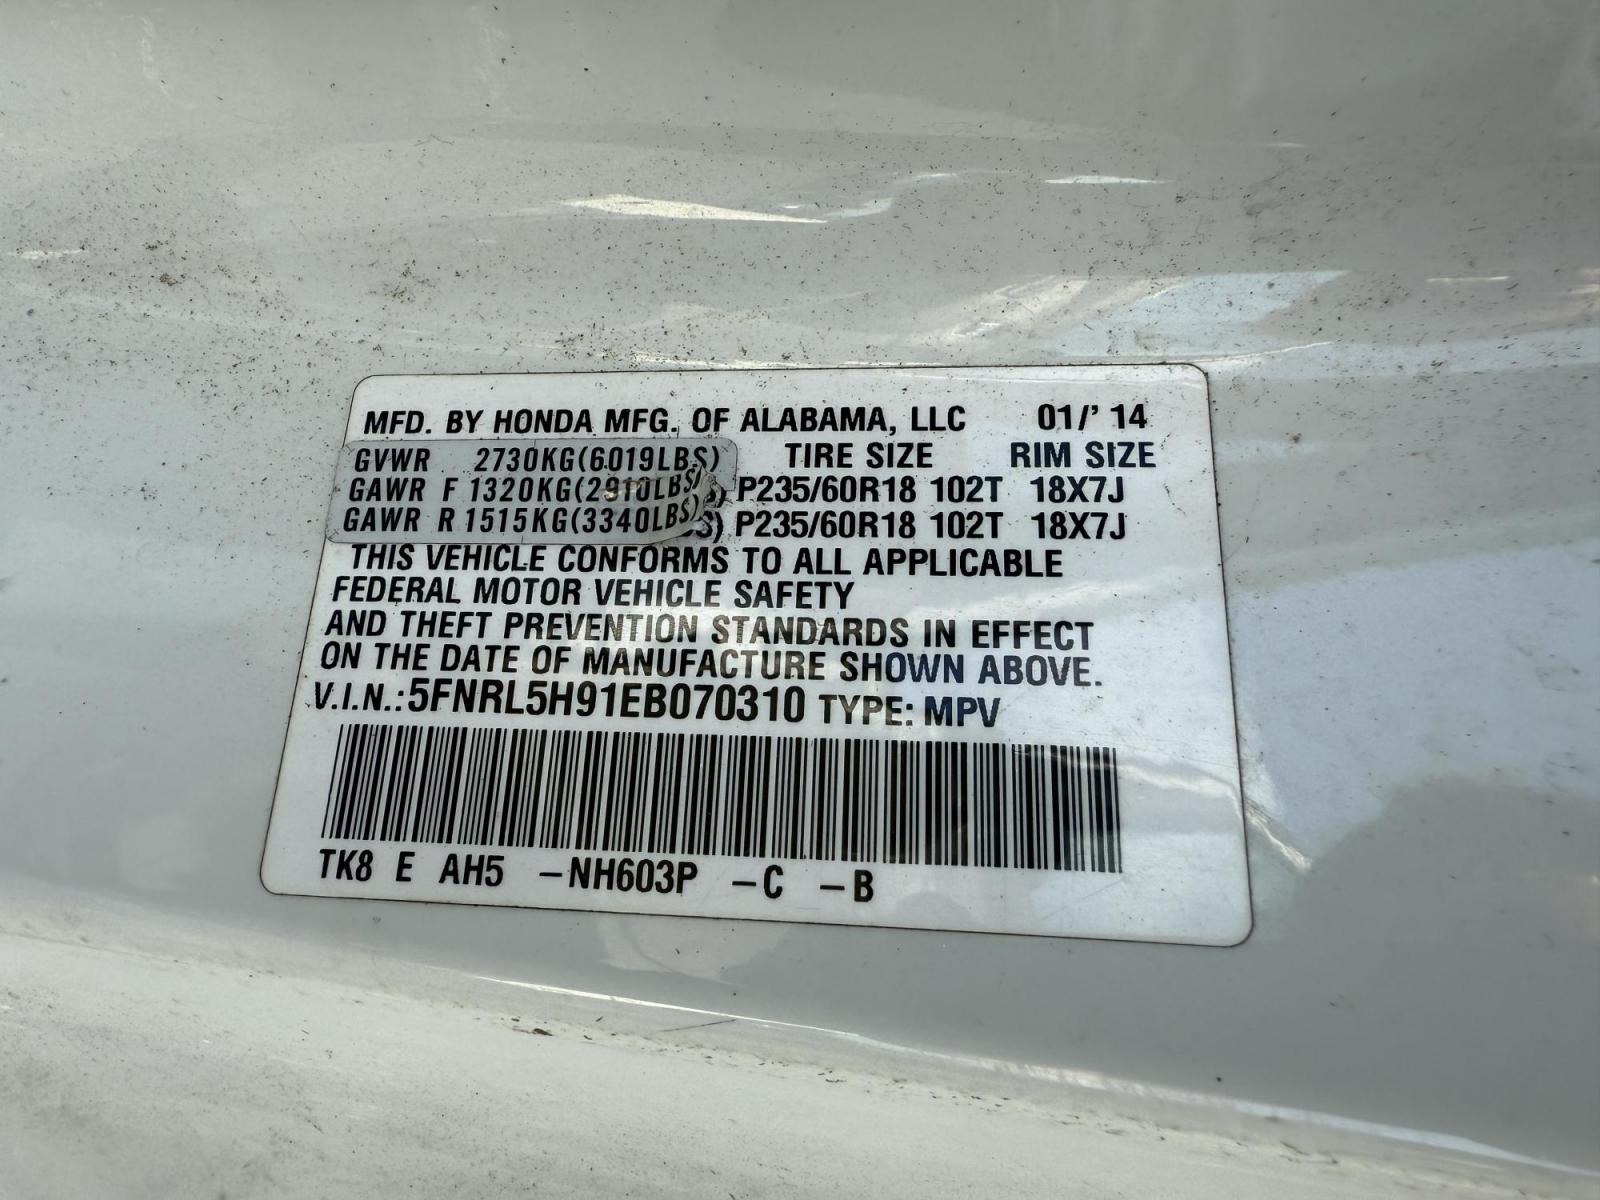 MFD. BY HONDA MFG. OF ALABAMA, LLC 01/' 14
GVWR 2730KG(6019LBS) TIRE SIZE RIM SIZE
GAWR F 1320KG(2910LBS) P235/60R18 102T 18X7J
GAWR R 1515KG(3340LBS) P235/60R18 102T 18X7J
THIS VEHICLE CONFORMS TO ALL APPLICABLE
FEDERAL MOTOR VEHICLE SAFETY
AND THEFT PREVENTION STANDARDS IN EFFECT
ON THE DATE OF MANUFACTURE SHOWN ABOVE.
V.I.N.: 5FNRL5H91EB070310 TYPE: MPV
TK8 E AH5 -NH603P -C -B